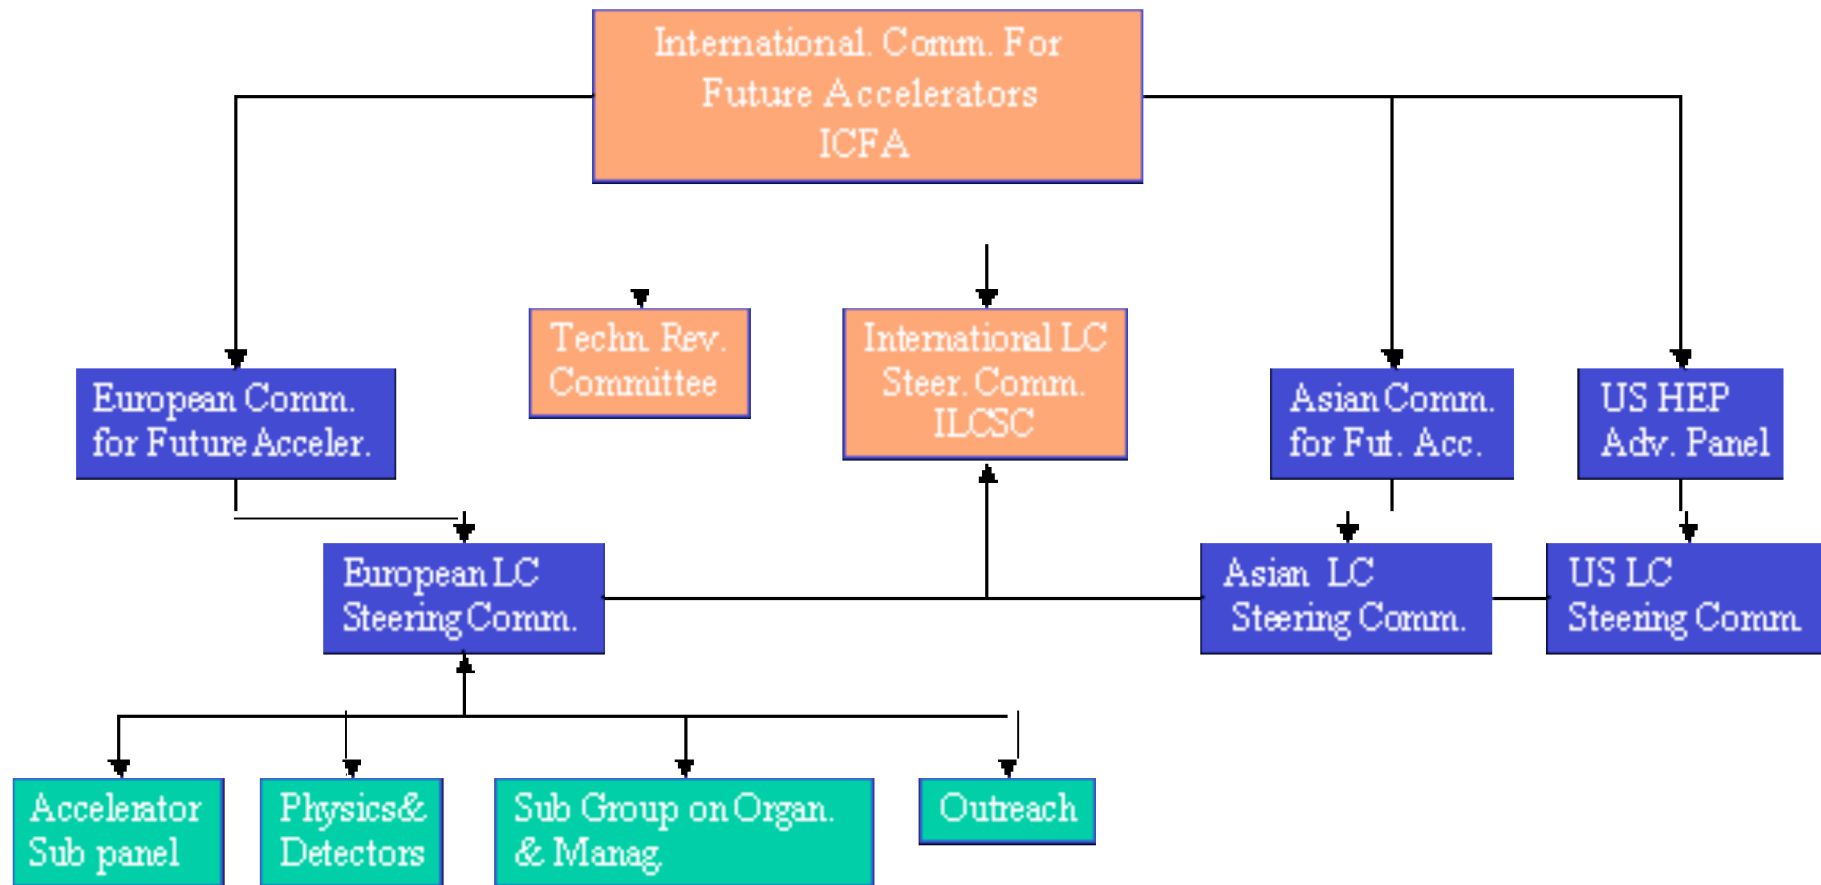 International. Comm. For
Future Accelerators
ICFA
Techn. Rev.
Committee
International LC
Steer. Comm.
ILCSC
European Comm.
for Future Acceler.
Asian Comm.
for Fut. Acc.
US HEP
Adv. Panel
European LC
Steering Comm.
Asian LC
Steering Comm.
US LC
Steering Comm.
Accelerator
Sub panel
Physics&
Detectors
Sub Group on Organ.
& Manag.
Outreach